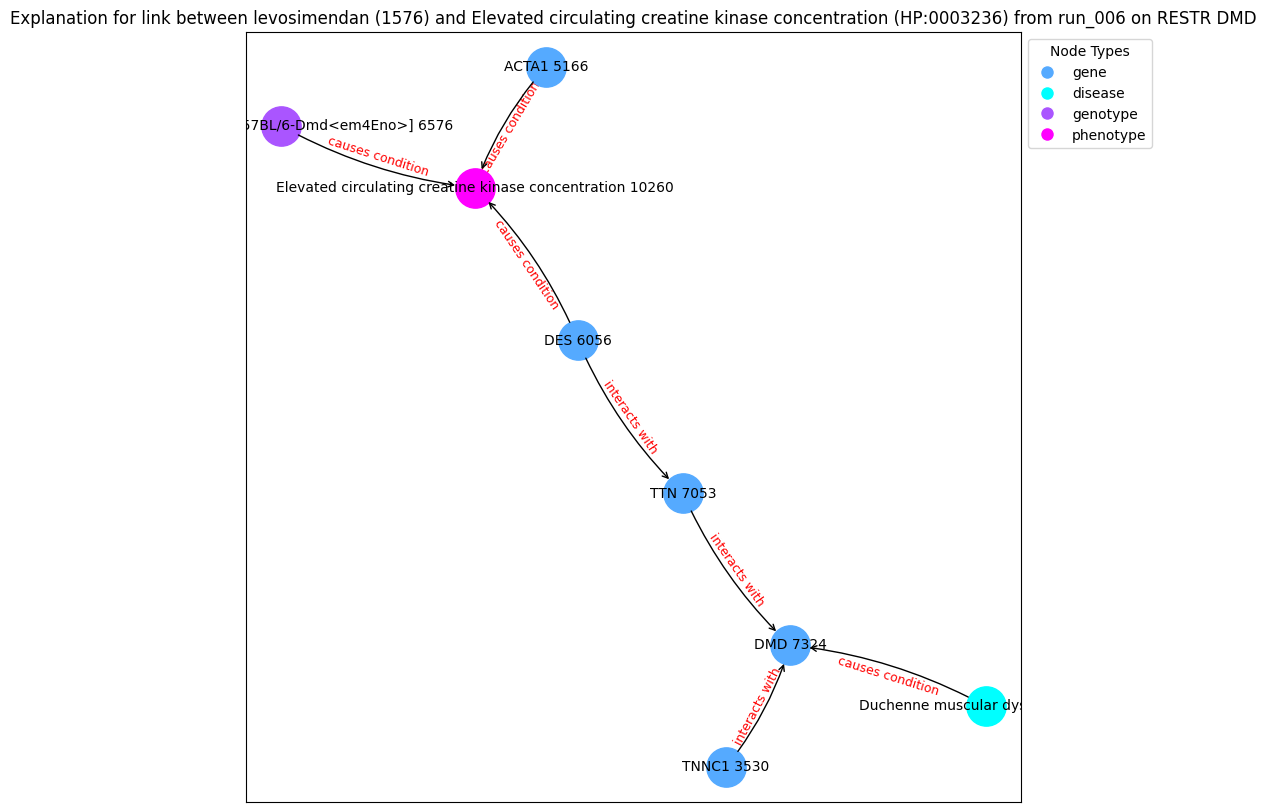 Explanation for link between levosimendan (1576) and Elevated circulating creatine kinase concentration (HP:0003236) from run_006 on RESTR DMD
Node Types
gene
disease
genotype
phenotype
ACTA1 5166
57BL/6-Dmd<em4Eno>] 6576
causes condition
causes condition
Elevated circulating creatine kinase concentration 10260
causes condition
DES 6056
interacts with
TTN 7053
interacts with
DMD 7324
causes condition
interacts with
Duchenne muscular dys
TNNC1 3530